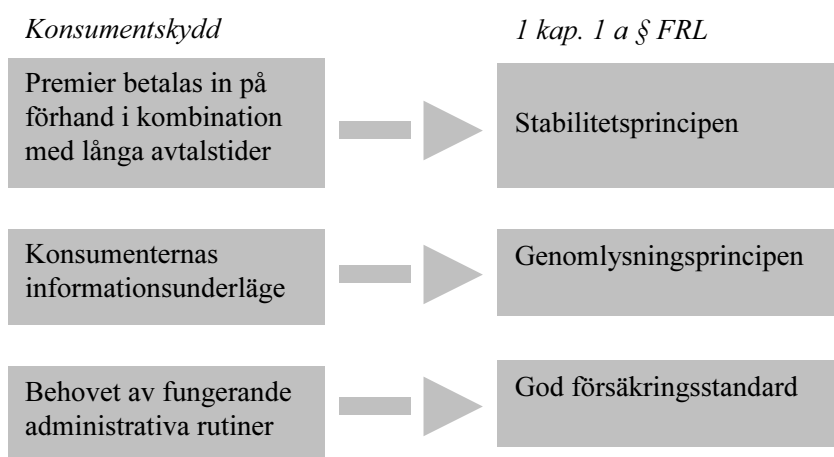 Konsumentskydd
1 kap. 1 a § FRL
Premier betalas in på
förhand i kombination
med långa avtalstider
Stabilitetsprincipen
Konsumenternas
informationsunderläge
Genomlysningsprincipen
Behovet av fungerande
administrativa rutiner
God försäkringsstandard